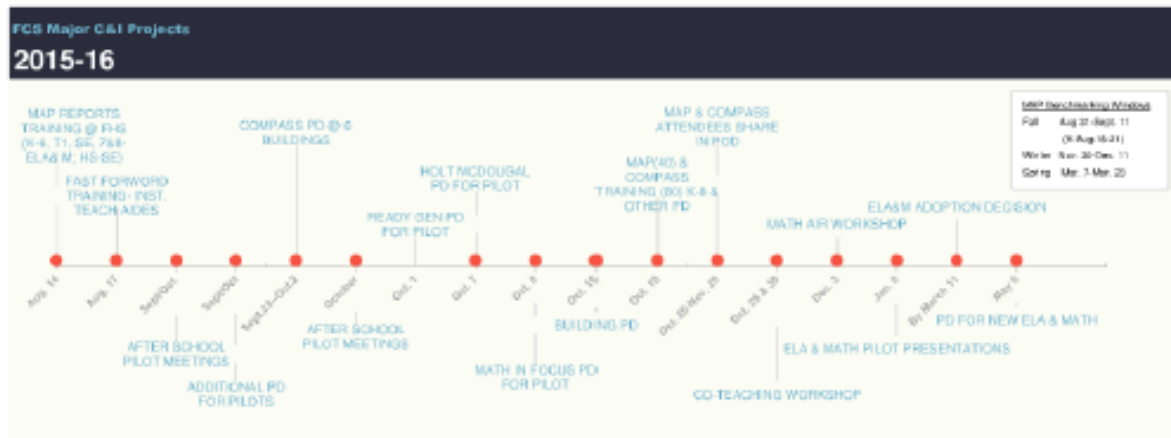 FCS Major C&I Projects
2015-16
MAP REPORTS
TRAINING @ FHS
(K-6, T1, SE, 7&8-
ELA& M; HS-SE)
FAST FORWORD
TRAINING- INST.
TEACH AIDES
COMPASS PD @ 6
BUILDINGS
READY GEN PD
FOR PILOT
HOLT MCDOUGAL
PD FOR PILOT
MAP(40) &
COMPASS
TRAINING (80) K-8 &
OTHER PD
MAP & COMPASS
ATTENDEES SHARE
IN POD
MATH AIR WORKSHOP
ELA&M ADOPTION DECISION
MAP Benchmarking Windows
Fall Aug 31-Sept. 11
Winter Nov. 30-Dec. 11
Spring Mar. 7-Mar.
Aug. 14
Aug. 17
Sept/Oct.
Sept/Oct
Sept.23-Oct.2
October
Oct. 1
Oct. 7
Oct.
Oct. 15
Oct.
Oct. 20-Nov.
Oct. 29 & 30
Dec. 3
Jan.
By March 11
May
AFTER SCHOOL
PILOT MEETINGS
ADDITIONAL PD
FOR PILOTS
AFTER SCHOOL
PILOT MEETINGS
MATH IN FOCUS PD
FOR PILOT
BUILDING PD
CO-TEACHING WORKSHOP
ELA & MATH PILOT PRESENTATIONS
PD FOR NEW ELA & MATH